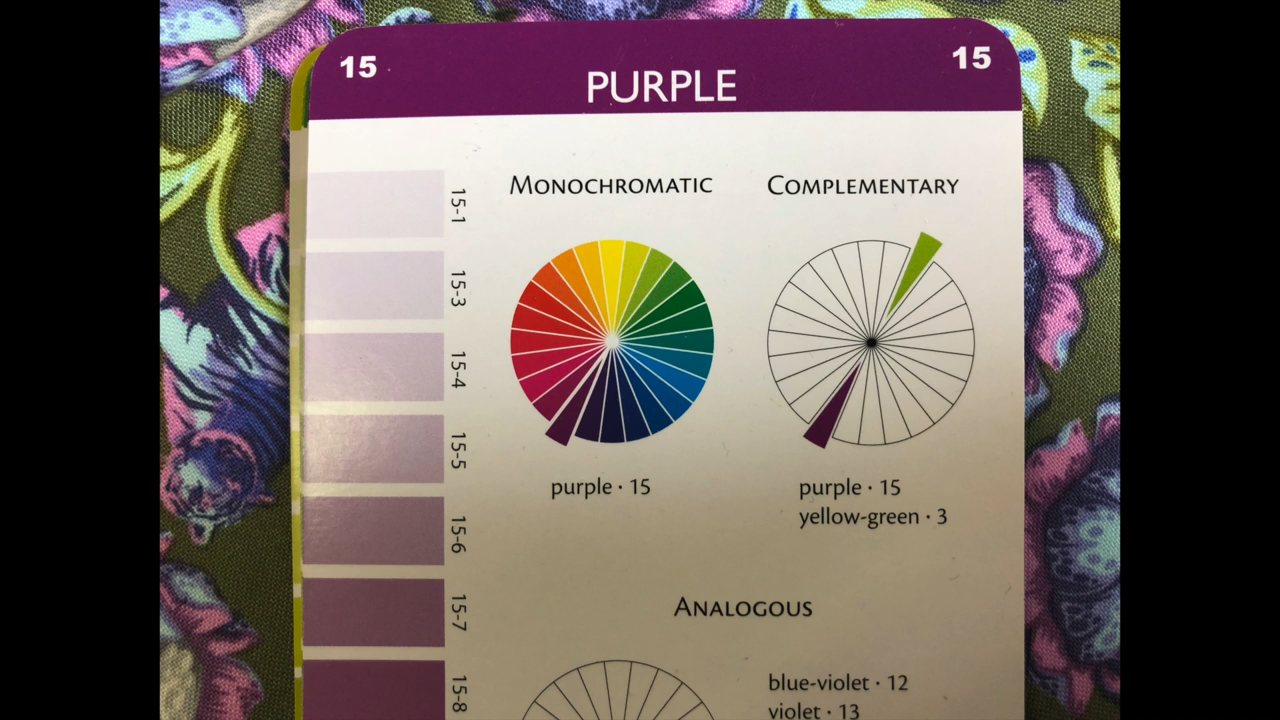 15
PURPLE
15
15-1
15-3
15-4
15-5
15-6
15-7
15-8
MONOCHROMATIC
purple · 15
COMPLEMENTARY
purple · 15
yellow-green · 3
ANALOGOUS
blue-violet · 12
violet · 13